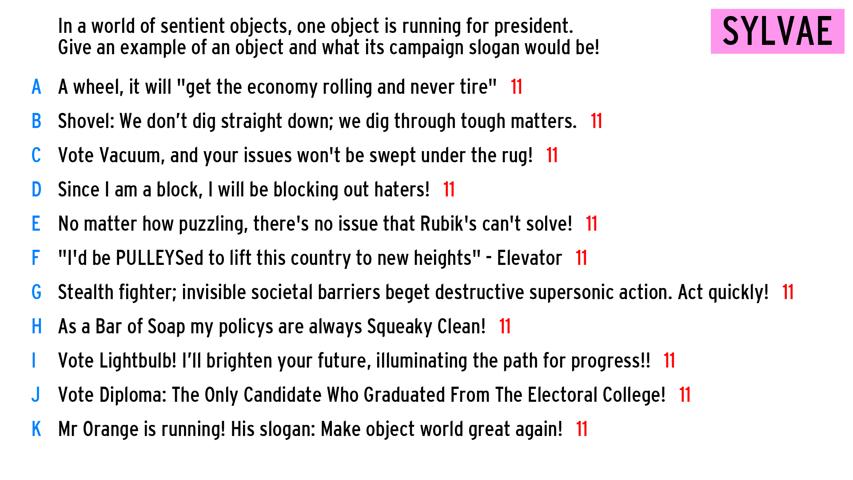 In a world of sentient objects, one object is running for president.
Give an example of an object and what its campaign slogan would be!
SYLVAE
A A wheel, it will "get the economy rolling and never tire" 11
B Shovel: We don't dig straight down; we dig through tough matters. 11
C Vote Vacuum, and your issues won't be swept under the rug! 11
D Since I am a block, I will be blocking out haters! 11
E No matter how puzzling, there's no issue that Rubik's can't solve! 11
F "I'd be PULLEYSed to lift this country to new heights" - Elevator 11
G Stealth fighter; invisible societal barriers beget destructive supersonic action. Act quickly! 11
H As a Bar of Soap my policys are always Squeaky Clean! 11
I Vote Lightbulb! I'll brighten your future, illuminating the path for progress!! 11
J Vote Diploma: The Only Candidate Who Graduated From The Electoral College! 11
K Mr Orange is running! His slogan: Make object world great again! 11